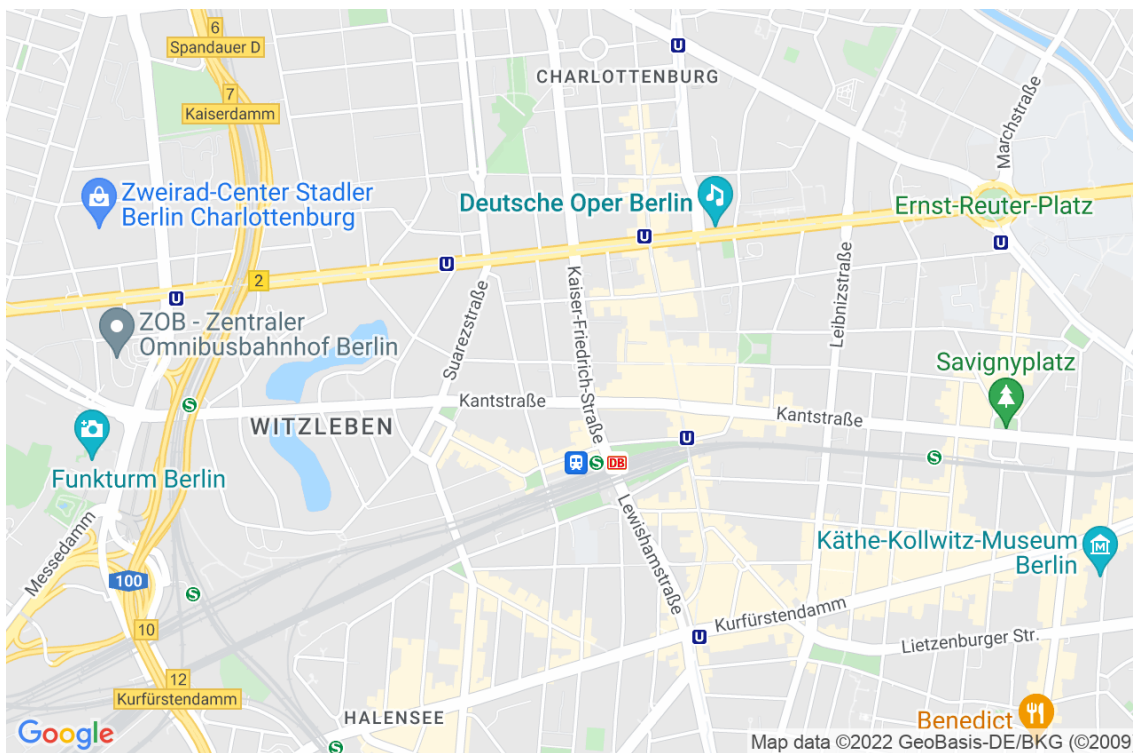 6
Spandauer D
7
Kaiserdamm
CHARLOTTENBURG
U
Marchstraße
Zweirad-Center Stadler
Berlin Charlottenburg
Deutsche Oper Berlin
Ernst-Reuter-Platz
U
U
U
2
U
ZOB - Zentraler
Omnibusbahnhof Berlin
Suarezstraße
Kaiser-Friedrich-Straße
Leibnizstraße
Savignyplatz
S
Kantstraße
Kantstraße
WITZLEBEN
U
Funkturm Berlin
S
DB
S
Messedamm
Lewishamstraße
Käthe-Kollwitz-Museum
Berlin
M
100
S
10
Kurfürstendamm
U
Lietzenburger Str.
12
Kurfürstendamm
HALENSEE
S
Benedict
Google
Map data ©2022 GeoBasis-DE/BKG (©2009